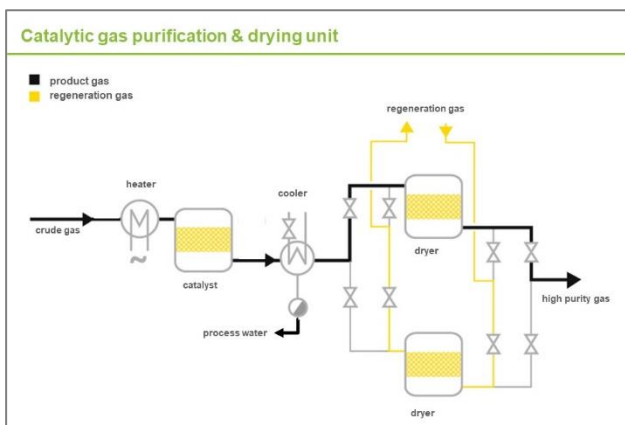 Catalytic gas purification & drying unit
product gas
regeneration gas
regeneration gas
heater
cooler
crude gas
catalyst
dryer
high purity gas
process water
dryer